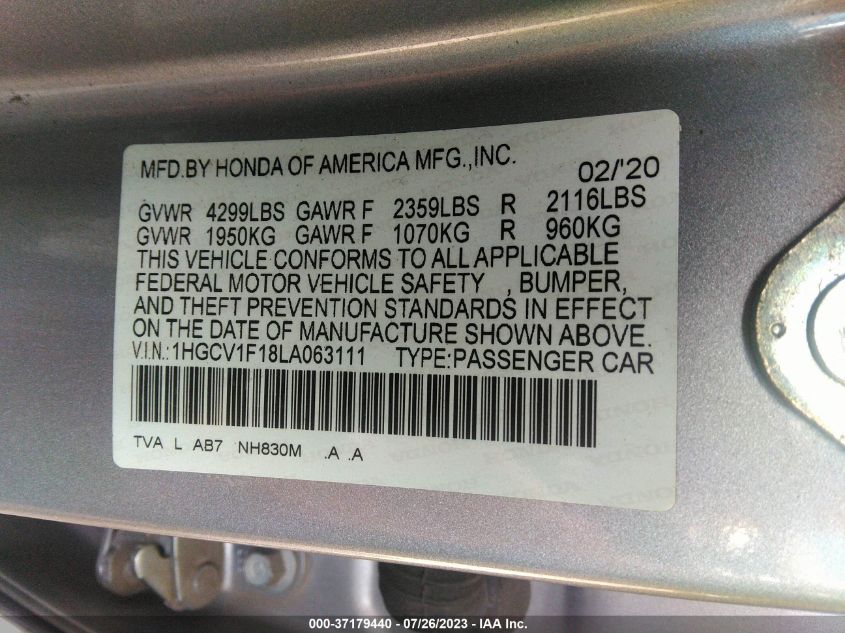 MFD.BY HONDA OF AMERICA MFG.,INC. 02/'20
GVWR 4299LBS GAWR F 2359LBS R 2116LBS
GVWR 1950KG GAWR F 1070KG R 960KG
THIS VEHICLE CONFORMS TO ALL APPLICABLE
FEDERAL MOTOR VEHICLE SAFETY , BUMPER,
AND THEFT PREVENTION STANDARDS IN EFFECT
ON THE DATE OF MANUFACTURE SHOWN ABOVE.
V.I.N.:1HGCV1F18LA063111 TYPE:PASSENGER CAR
TVA L AB7 NH830M .A .A
000-37179440 - 07/26/2023 - IAA Inc.